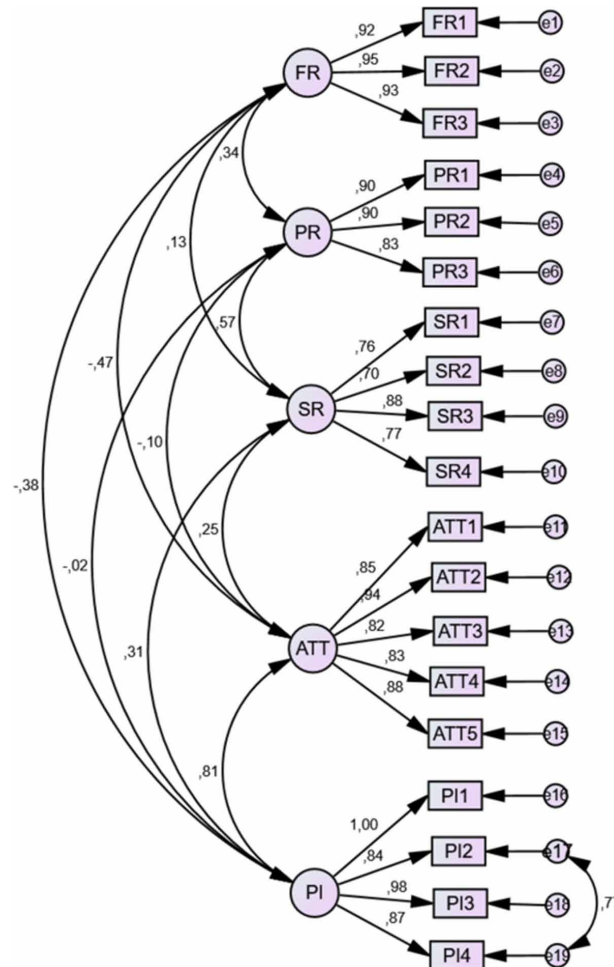 ,92 FR1 e1
FR ,95 FR2 e2
,93 FR3 e3
,34
,90 PR1 e4
PR ,90 PR2 e5
,83 PR3 e6
,13
,57
,76 SR1 e7
,70 SR2 e8
SR ,88 SR3 e9
,77 SR4 e10
-,47
-,10
-,38
,25
-,02
,31
,85 ATT1 e11
,94 ATT2 e12
ATT ,82 ATT3 e13
,83 ATT4 e14
,88 ATT5 e15
,81
1,00 PI1 e16
,84 PI2 e17
PI ,98 PI3 e18
,87 PI4 e19